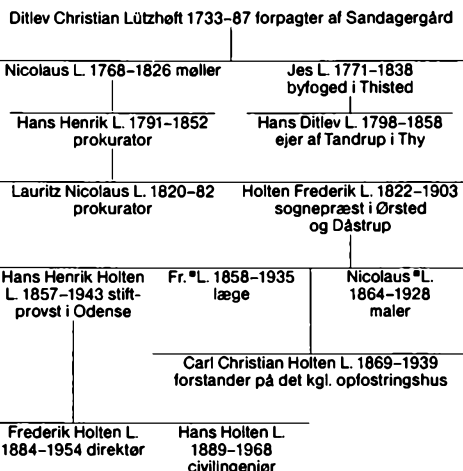 Ditlev Christian Lützhøft 1733–87 forpagter af Sandagergård
Nicolaus L. 1768–1826 møller
Jes L. 1771–1838
byfoged i Thisted
Hans Henrik L. 1791–1852
prokurator
Hans Ditlev L. 1798–1858
ejer af Tandrup i Thy
Lauritz Nicolaus L. 1820–82
prokurator
Holten Frederik L. 1822–1903
sognepræst i Ørsted
og Dåstrup
Hans Henrik Holten
L. 1857–1943 stift-
provst i Odense
Fr. *L. 1858–1935
læge
Nicolaus *L.
1864–1928
maler
Carl Christian Holten L. 1869–1939
forstander på det kgl. opfostringshus
Frederik Holten L.
1884–1954 direktør
Hans Holten L.
1889–1968
civilingeniør